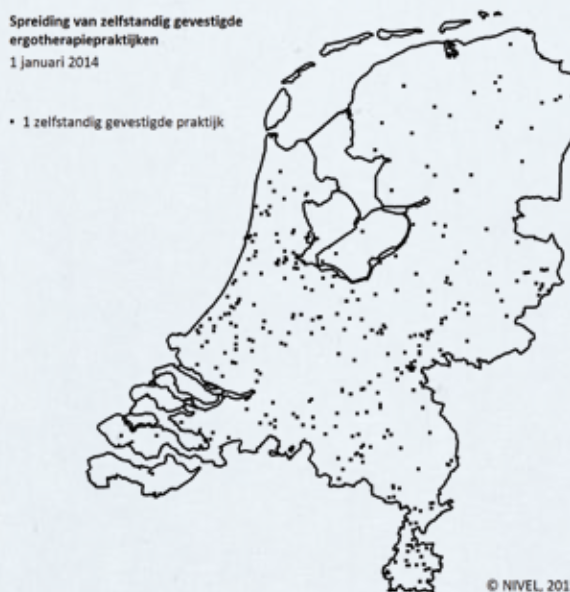 Spreiding van zelfstandig gevestigde
ergotherapiepraktijken
1 januari 2014
• 1 zelfstandig gevestigde praktijk
© NIVEL, 201